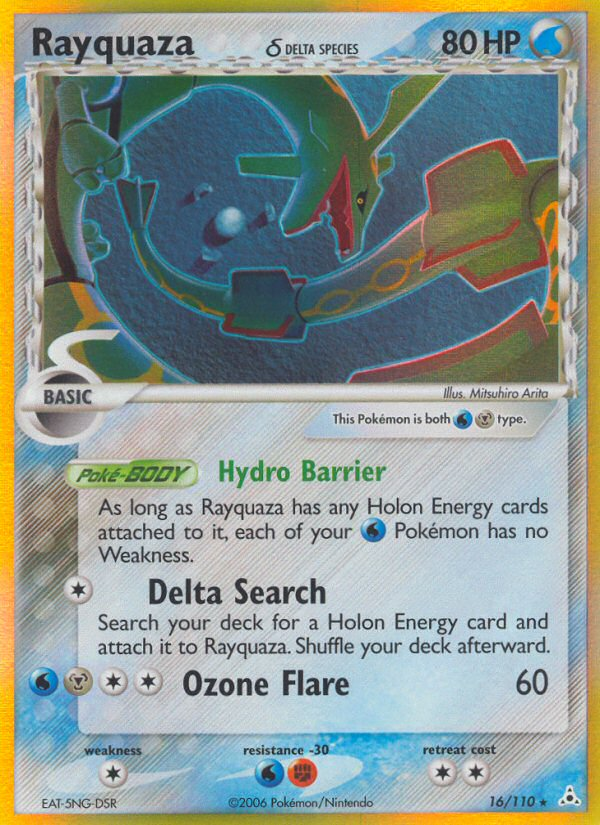 Rayquaza δ DELTA SPECIES 80 HP
δ
BASIC
Illus. Mitsuhiro Arita
This Pokémon is both type.
Poké-BODY Hydro Barrier
As long as Rayquaza has any Holon Energy cards
attached to it, each of your Pokémon has no
Weakness.
Delta Search
Search your deck for a Holon Energy card and
attach it to Rayquaza. Shuffle your deck afterward.
Ozone Flare 60
weakness resistance -30 retreat cost
EAT-5NG-DSR ©2006 Pokémon/Nintendo 16/110 ★